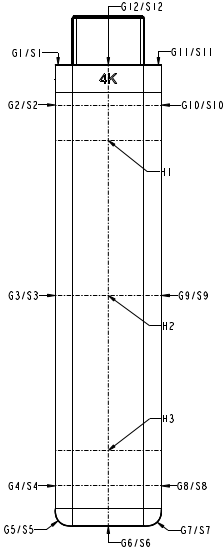 G12/S12
G1/S1
G11/S11
4K
G2/S2
G10/S10
H1
G3/S3
G9/S9
H2
H3
G4/S4
G8/S8
G5/S5
G7/S7
G6/S6